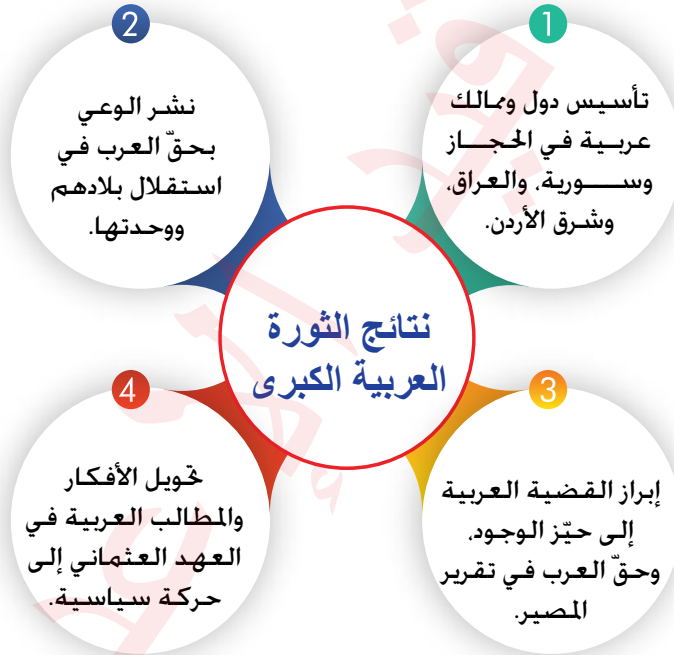 1
تأسيس دول وممالك
عربية في الحجاز
وسورية، والعراق،
وشرق الأردن.
2
نشر الوعي
بحقّ العرب في
استقلال بلادهم
ووحدتها.
نتائج الثورة
العربية الكبرى
3
إبراز القضية العربية
إلى حيّز الوجود،
وحقّ العرب في تقرير
المصير.
4
تحويل الأفكار
والمطالب العربية في
العهد العثماني إلى
حركة سياسية.